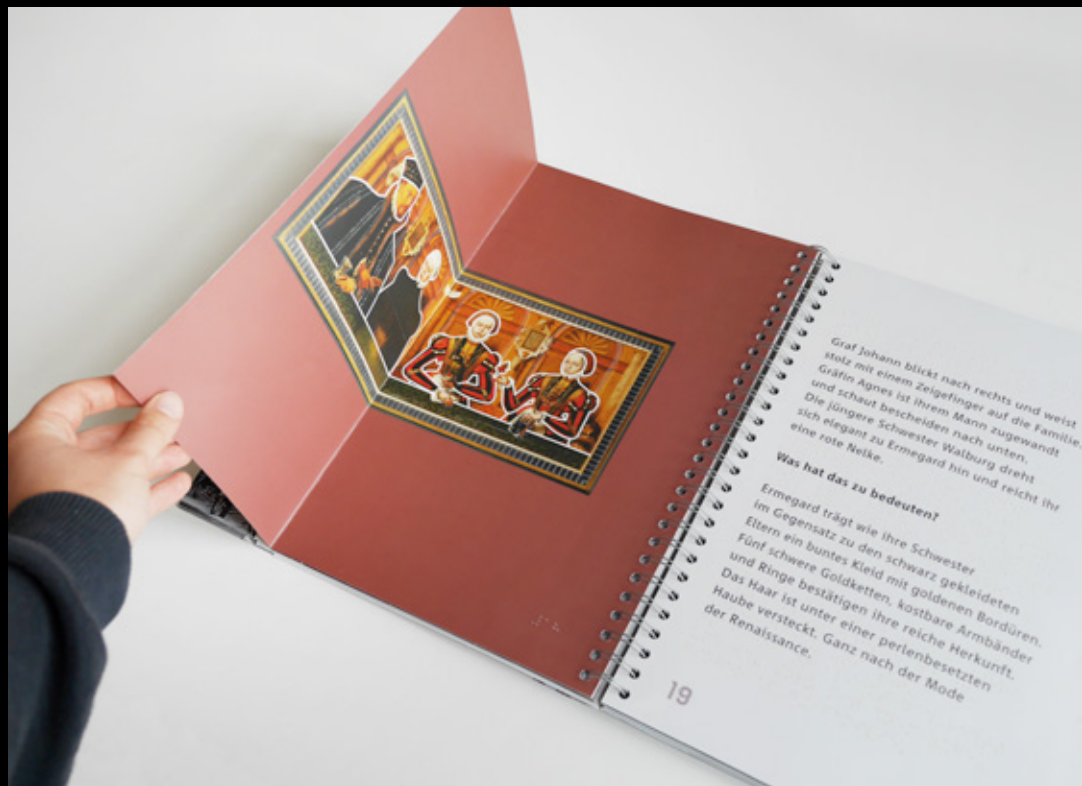 Graf Johann blickt nach rechts und weist
stolz mit einem Zeigefinger auf die Familie.
Gräfin Agnes ist ihrem Mann zugewandt
und schaut bescheiden nach unten.
Die jüngere Schwester Walburg dreht
sich elegant zu Ermegard hin und reicht ihr
eine rote Nelke.
Was hat das zu bedeuten?
Ermegard trägt wie ihre Schwester
im Gegensatz zu den schwarz gekleideten
Eltern ein buntes Kleid mit goldenen Bordüren.
Fünf schwere Goldketten, kostbare Armbänder
und Ringe bestätigen ihre reiche Herkunft.
Das Haar ist unter einer perlenbesetzten
Haube versteckt. Ganz nach der Mode
der Renaissance.
19